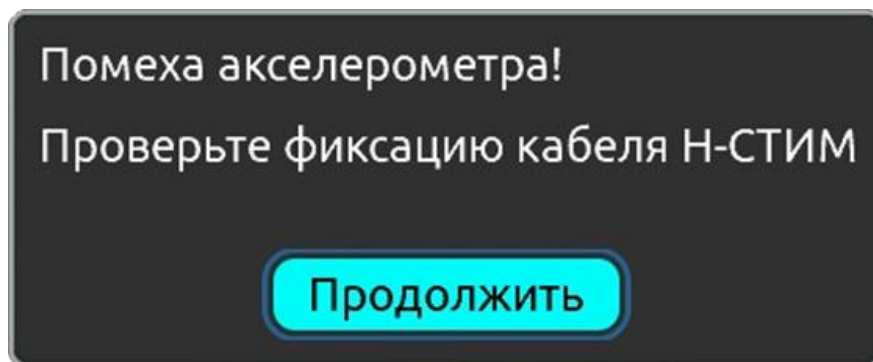 Помеха акселерометра!
Проверьте фиксацию кабеля Н-СТИМ
Продолжить